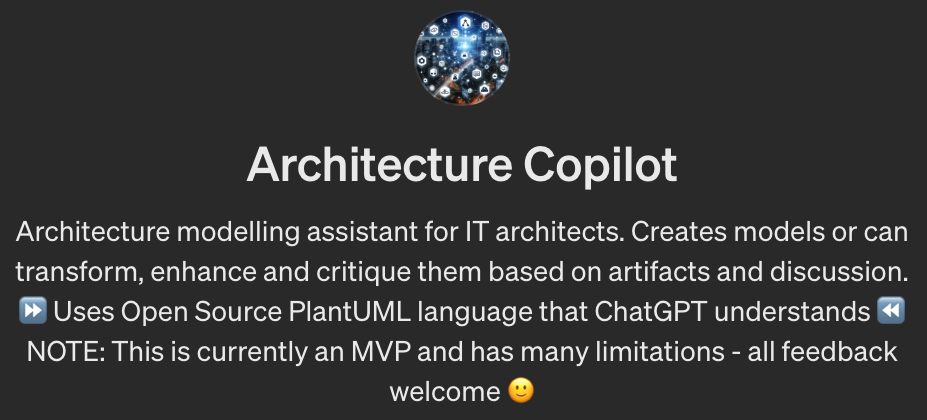 Architecture Copilot
Architecture modelling assistant for IT architects. Creates models or can
transform, enhance and critique them based on artifacts and discussion.
⏩ Uses Open Source PlantUML language that ChatGPT understands ⏪
NOTE: This is currently an MVP and has many limitations - all feedback
welcome 🙂